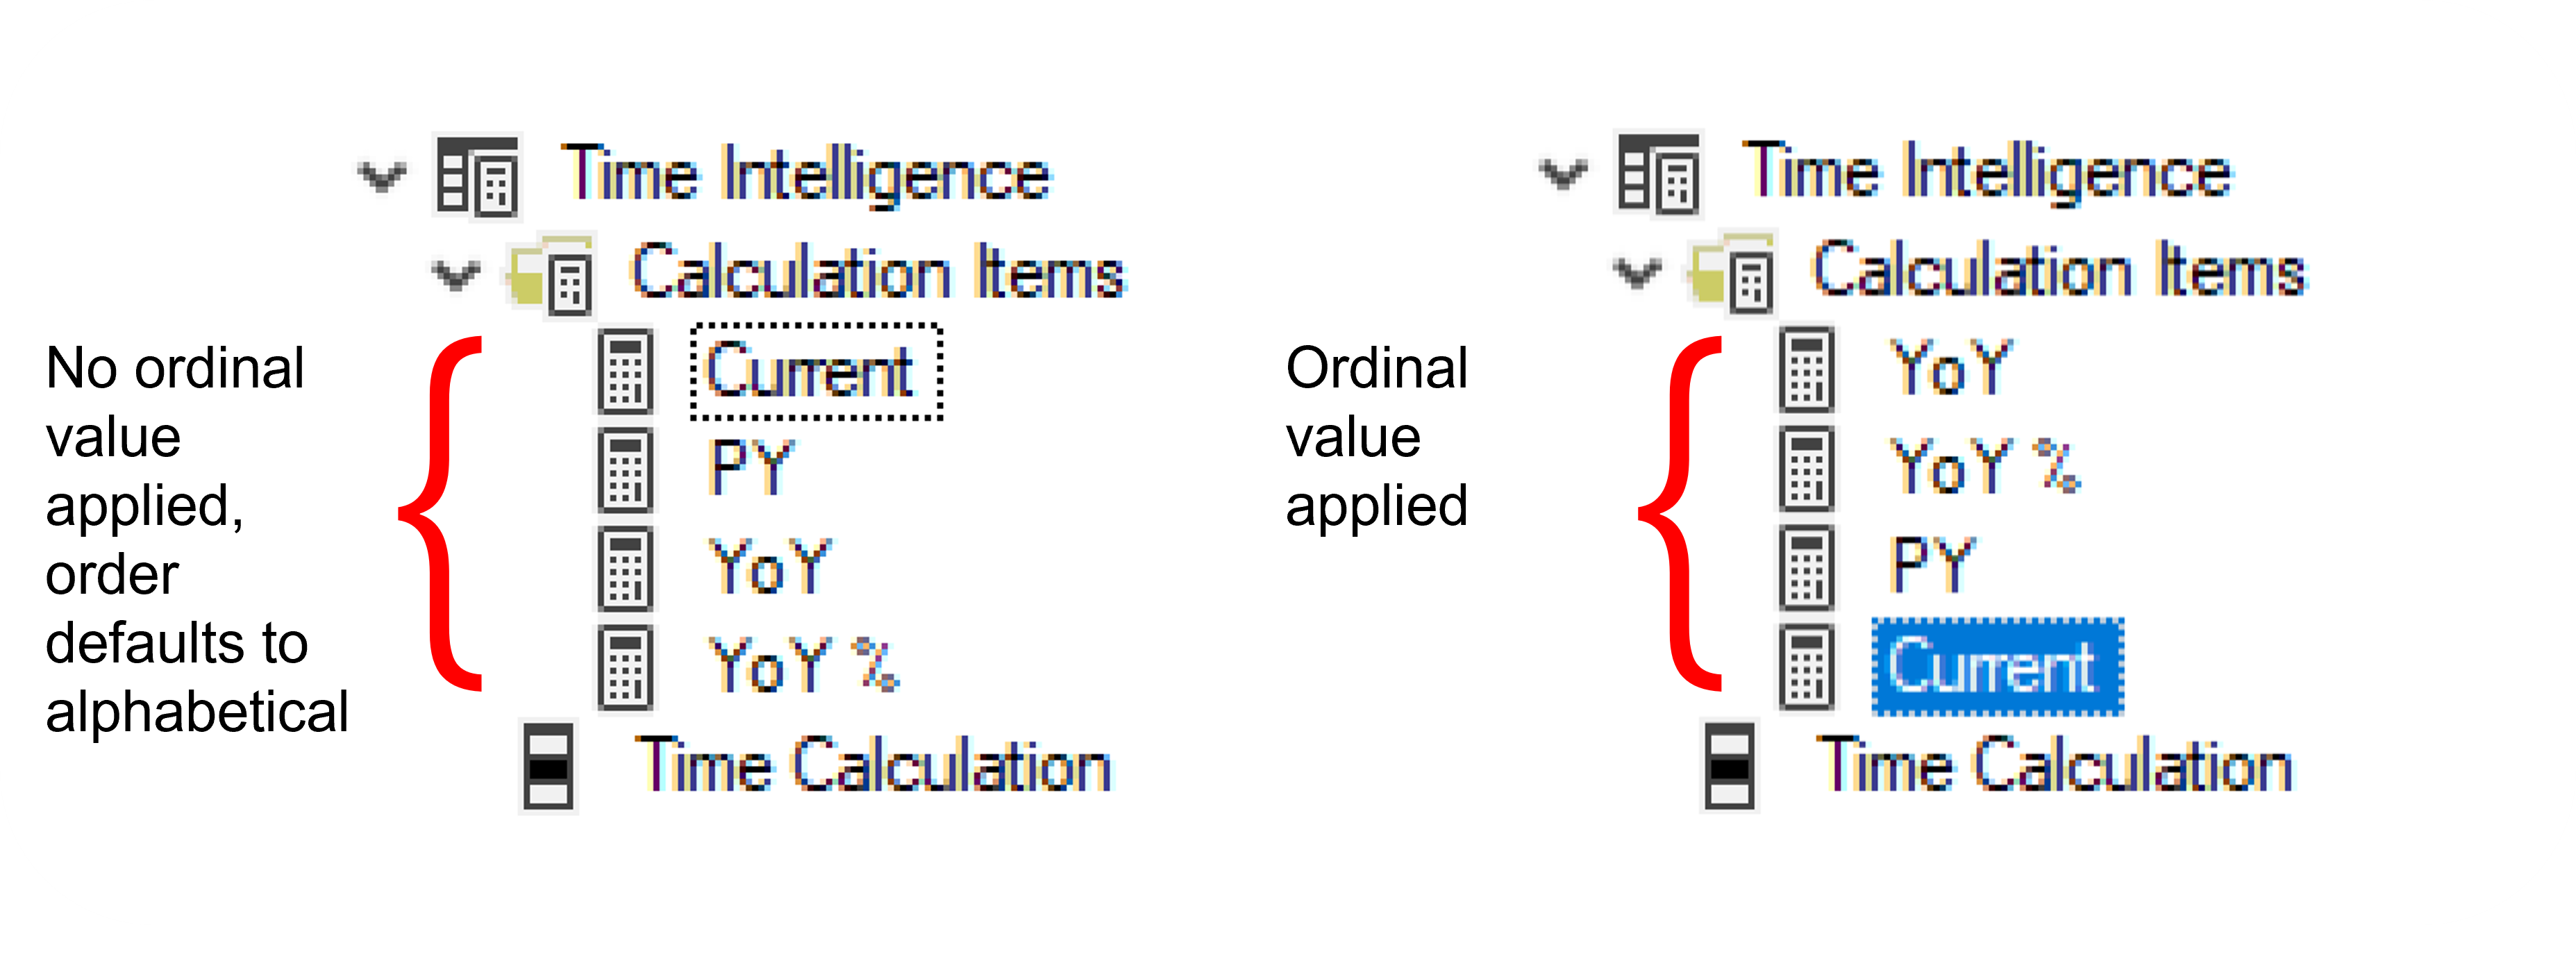 Time Intelligence
Calculation Items
No ordinal
value
applied,
order
defaults to
alphabetical
Current
PY
YoY
YoY %
Time Calculation
Time Intelligence
Calculation Items
Ordinal
value
applied
YoY
YoY %
PY
Current
Time Calculation